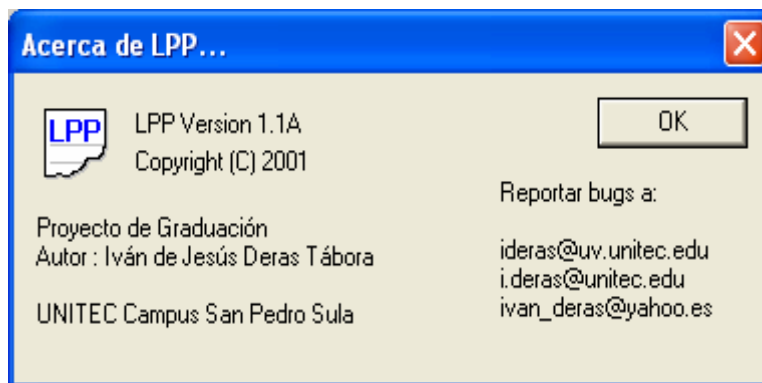 Acerca de LPP...
LPP
LPP Version 1.1A
Copyright (C) 2001
OK
Reportar bugs a:
Proyecto de Graduación
Autor : Iván de Jesús Deras Tábora
UNITEC Campus San Pedro Sula
ideras@uv.unitec.edu
i.deras@unitec.edu
ivan_deras@yahoo.es